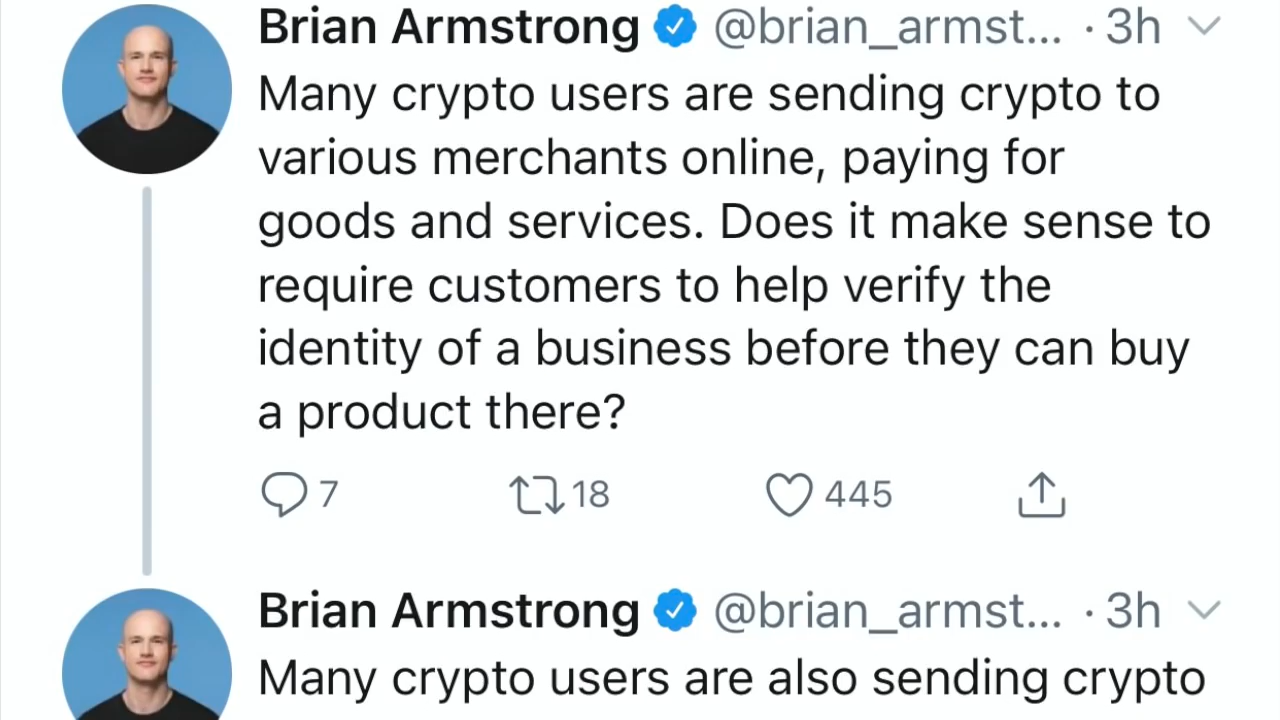 Brian Armstrong @brian_armst... · 3h
Many crypto users are sending crypto to
various merchants online, paying for
goods and services. Does it make sense to
require customers to help verify the
identity of a business before they can buy
a product there?
7 18 445
Brian Armstrong @brian_armst... · 3h
Many crypto users are also sending crypto